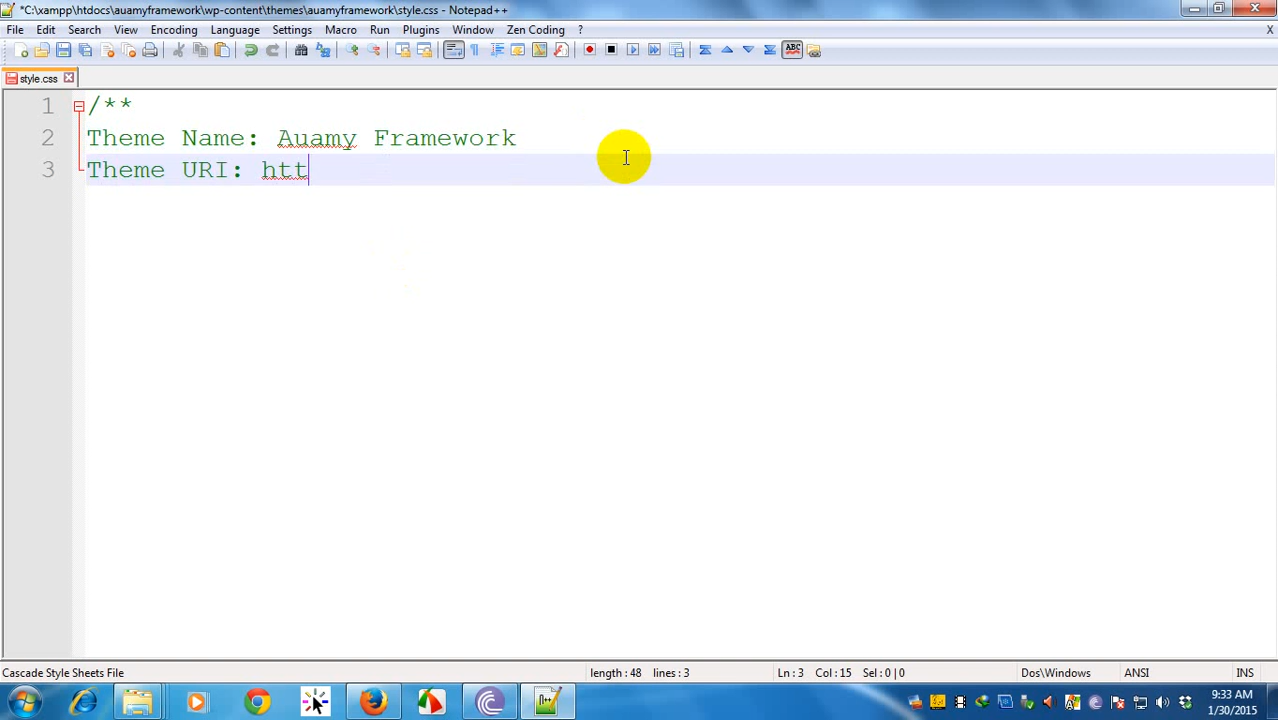 *C:\xampp\htdocs\auamyframework\wp-content\themes\auamyframework\style.css - Notepad++
File Edit Search View Encoding Language Settings Macro Run Plugins Window Zen Coding ? X
ABC
style.css
1 /**
2 Theme Name: Auamy Framework
3 Theme URI: htt
Cascade Style Sheets File length : 48 lines : 3 Ln : 3 Col : 15 Sel : 0 | 0 Dos\Windows ANSI INS
9:33 AM
1/30/2015